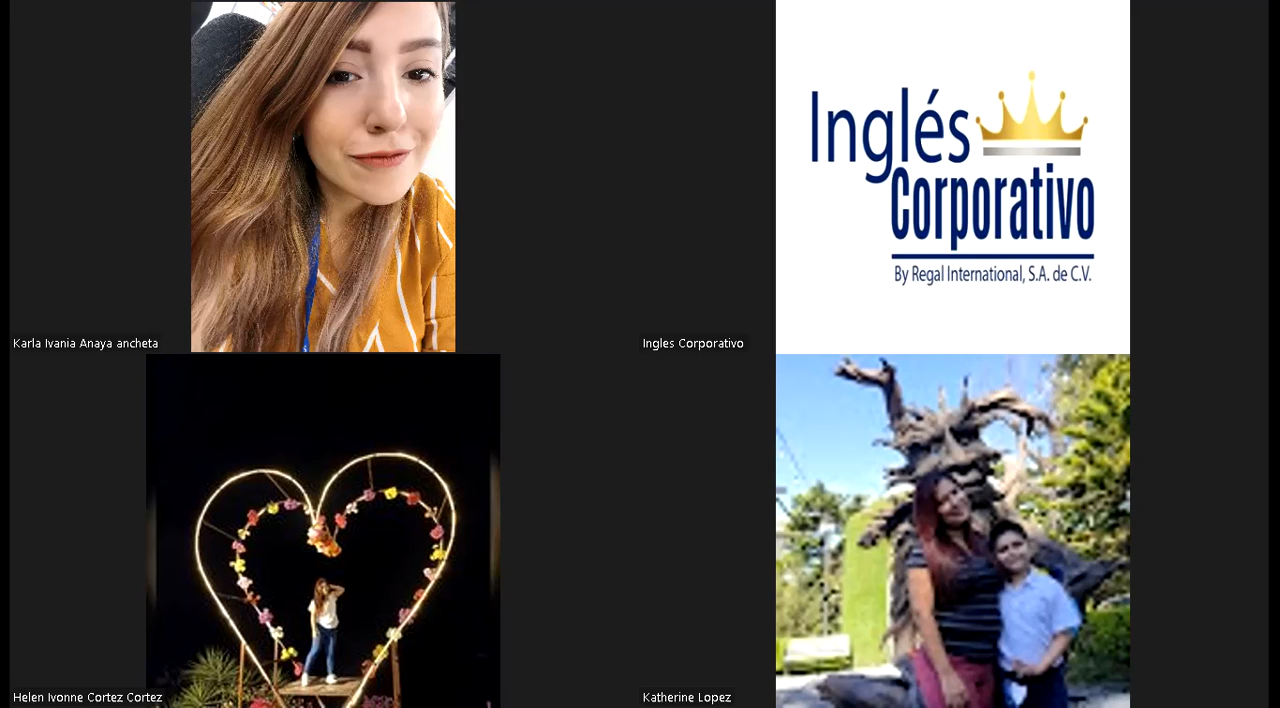 Inglés
Corporativo
By Regal International, S.A. de C.V.
Karla Ivania Anaya ancheta
Ingles Corporativo
Helen Ivonne Cortez Cortez
Katherine Lopez